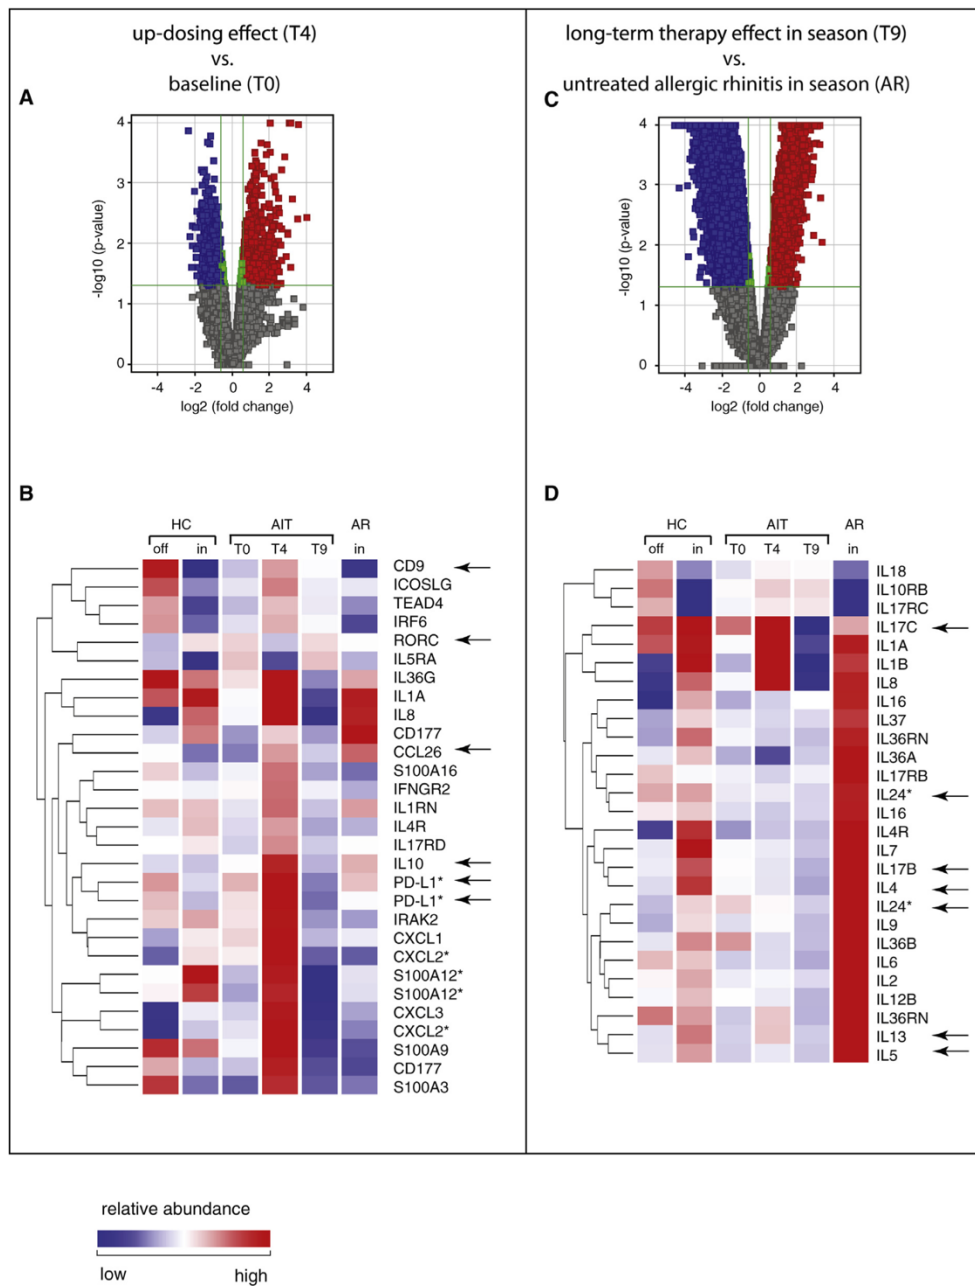 up-dosing effect (T4)
vs.
baseline (T0)
A
4
3
2
1
0
-log10 (p-value)
-4 -2 0 2 4
log2 (fold change)
B
HC AIT AR
off in T0 T4 T9 in
CD9
ICOSLG
TEAD4
IRF6
RORC
IL5RA
IL36G
IL1A
IL8
CD177
CCL26
S100A16
IFNGR2
IL1RN
IL4R
IL17RD
IL10
PD-L1*
PD-L1*
IRAK2
CXCL1
CXCL2*
S100A12*
S100A12*
CXCL3
CXCL2*
S100A9
CD177
S100A3
long-term therapy effect in season (T9)
vs.
untreated allergic rhinitis in season (AR)
C
4
3
2
1
0
-log10 (p-value)
-4 -2 0 2 4
log2 (fold change)
D
HC AIT AR
off in T0 T4 T9 in
IL18
IL10RB
IL17RC
IL17C
IL1A
IL1B
IL8
IL16
IL37
IL36RN
IL36A
IL17RB
IL24*
IL16
IL4R
IL7
IL17B
IL4
IL24*
IL9
IL36B
IL6
IL2
IL12B
IL36RN
IL13
IL5
relative abundance
low high